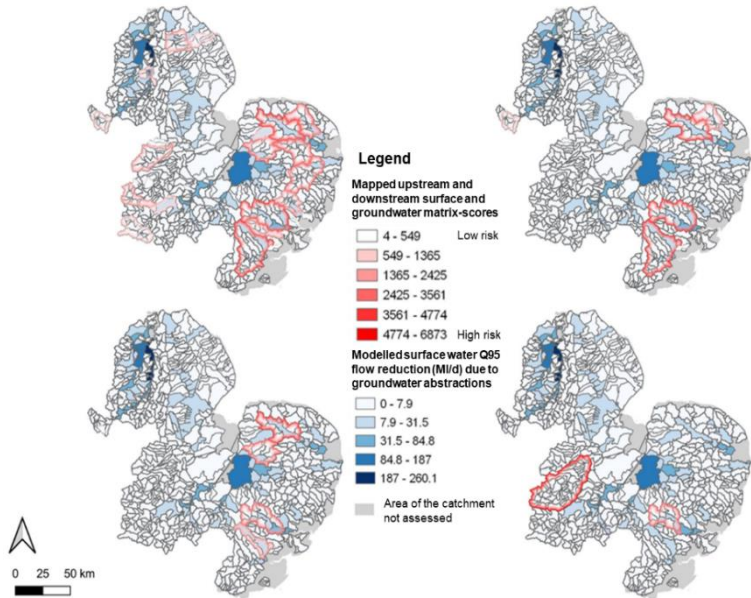 Legend
Mapped upstream and
downstream surface and
groundwater matrix-scores
4 - 549 Low risk
549 - 1365
1365 - 2425
2425 - 3561
3561 - 4774
4774 - 6873 High risk
Modelled surface water Q95
flow reduction (Ml/d) due to
groundwater abstractions
0 - 7.9
7.9 - 31.5
31.5 - 84.8
84.8 - 187
187 - 260.1
Area of the catchment
not assessed
0 25 50 km